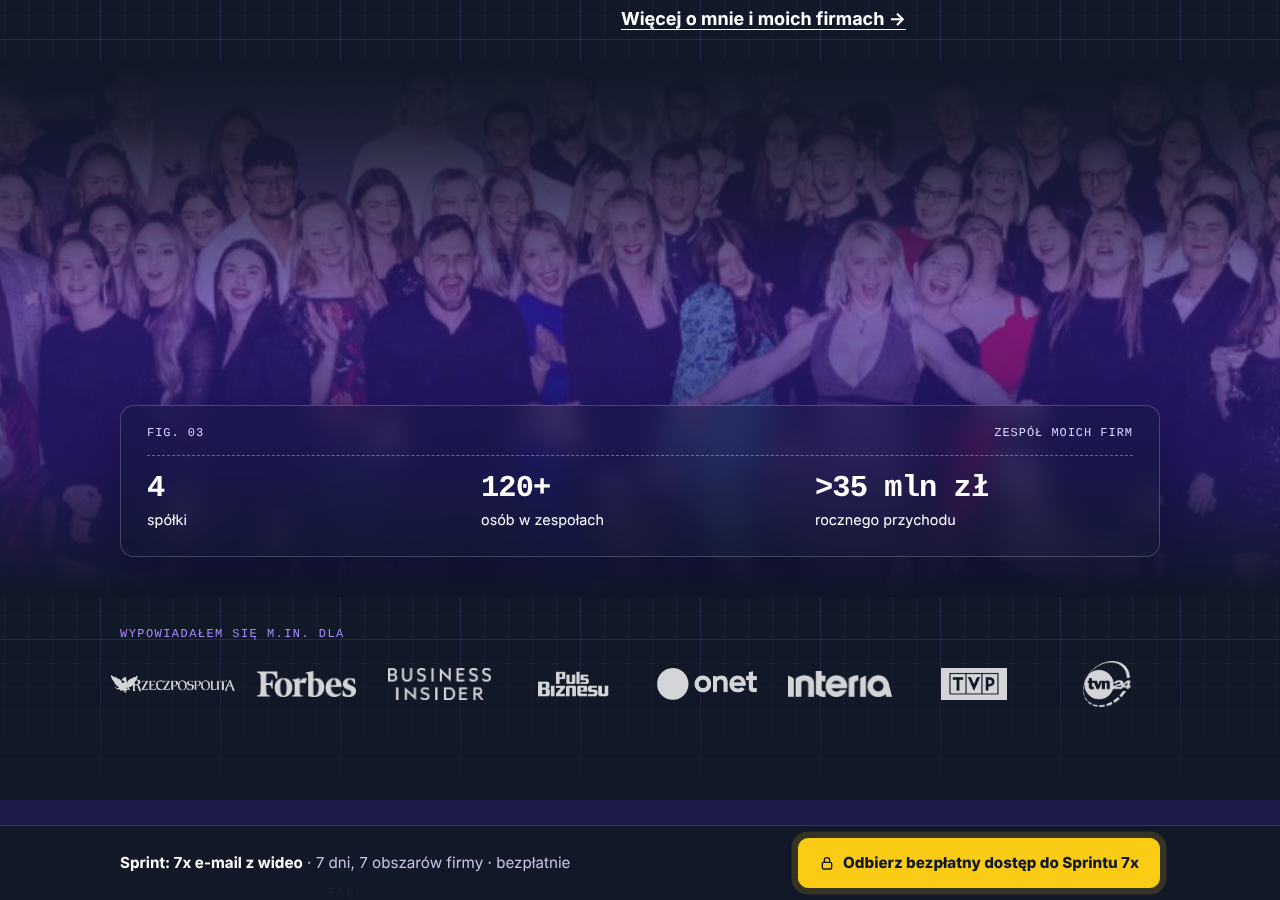 Więcej o mnie i moich firmach →
FIG. 03
ZESPÓŁ MOICH FIRM
4
120+
>35 mln zł
spółki
osób w zespołach
rocznego przychodu
WYPOWIADAŁEM SIĘ M.IN. DLA
RZECZPOSPOLITA
Forbes
BUSINESS
INSIDER
Puls
Biznesu
onet
interia
TVP
tvn24
Sprint: 7x e-mail z wideo · 7 dni, 7 obszarów firmy · bezpłatnie
Odbierz bezpłatny dostęp do Sprintu 7x
FAQ